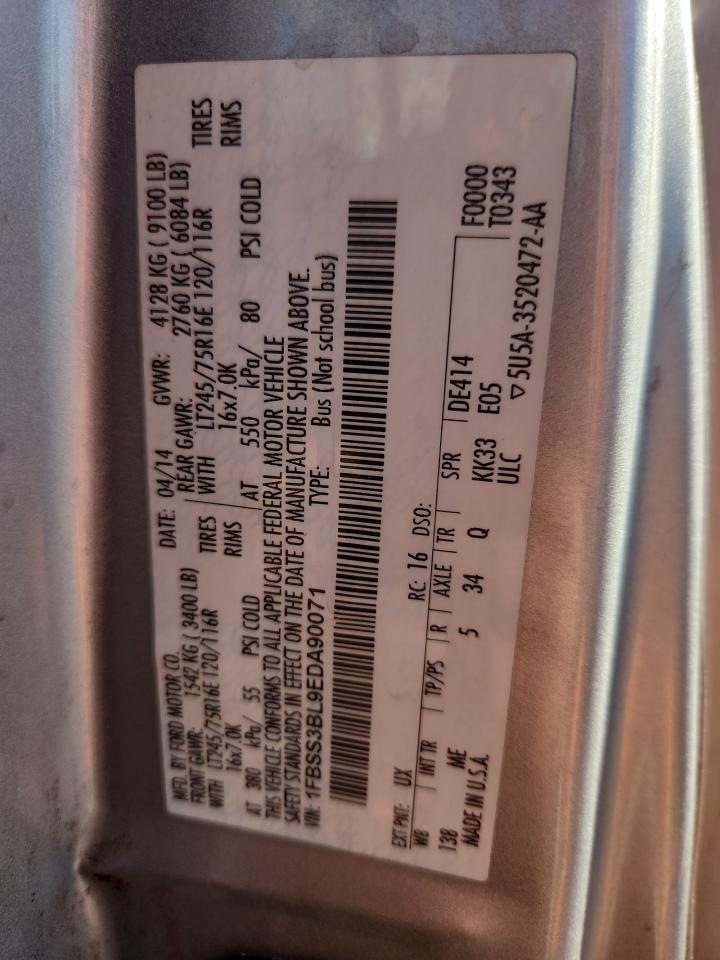 MFD. BY FORD MOTOR CO. DATE: 04/14 GVWR: 4128 KG ( 9100 LB)
FRONT GAWR: 1542 KG ( 3400 LB) REAR GAWR: 2760 KG ( 6084 LB)
WITH LT245/75R16E 120/116R TIRES WITH LT245/75R16E 120/116R TIRES
16x7.0K RIMS 16x7.0K RIMS
AT 380 kPa/ 55 PSI COLD AT 550 kPa/ 80 PSI COLD
THIS VEHICLE CONFORMS TO ALL APPLICABLE FEDERAL MOTOR VEHICLE
SAFETY STANDARDS IN EFFECT ON THE DATE OF MANUFACTURE SHOWN ABOVE.
VIN: 1FBSS3BL9EDA90071 TYPE: Bus (Not school bus)
EXT PNT: UX RC: 16 DSO:
WB INT TR TP/PS R AXLE TR SPR F0000
138 ME 5 34 Q KK33 DE414 T0343
MADE IN U.S.A. ULC E05
▽ 5U5A-3520472-AA